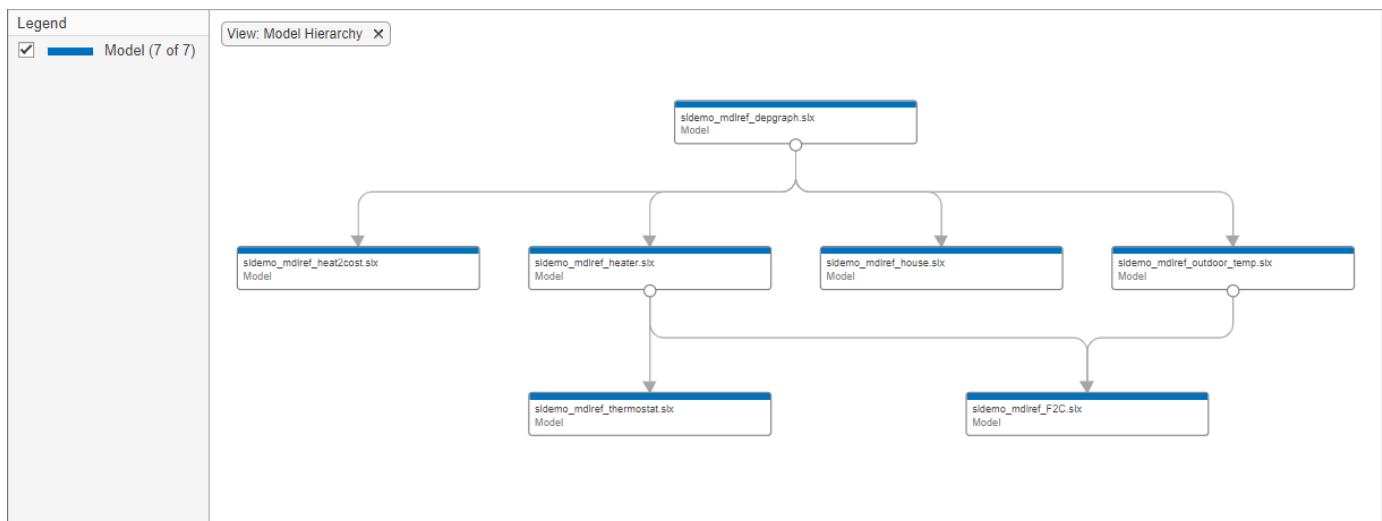 Legend
Model (7 of 7)
View: Model Hierarchy
sldemo_mdlref_depgraph.slx
Model
sldemo_mdlref_heat2cost.slx
Model
sldemo_mdlref_heater.slx
Model
sldemo_mdlref_house.slx
Model
sldemo_mdlref_outdoor_temp.slx
Model
sldemo_mdlref_thermostat.slx
Model
sldemo_mdlref_F2C.slx
Model